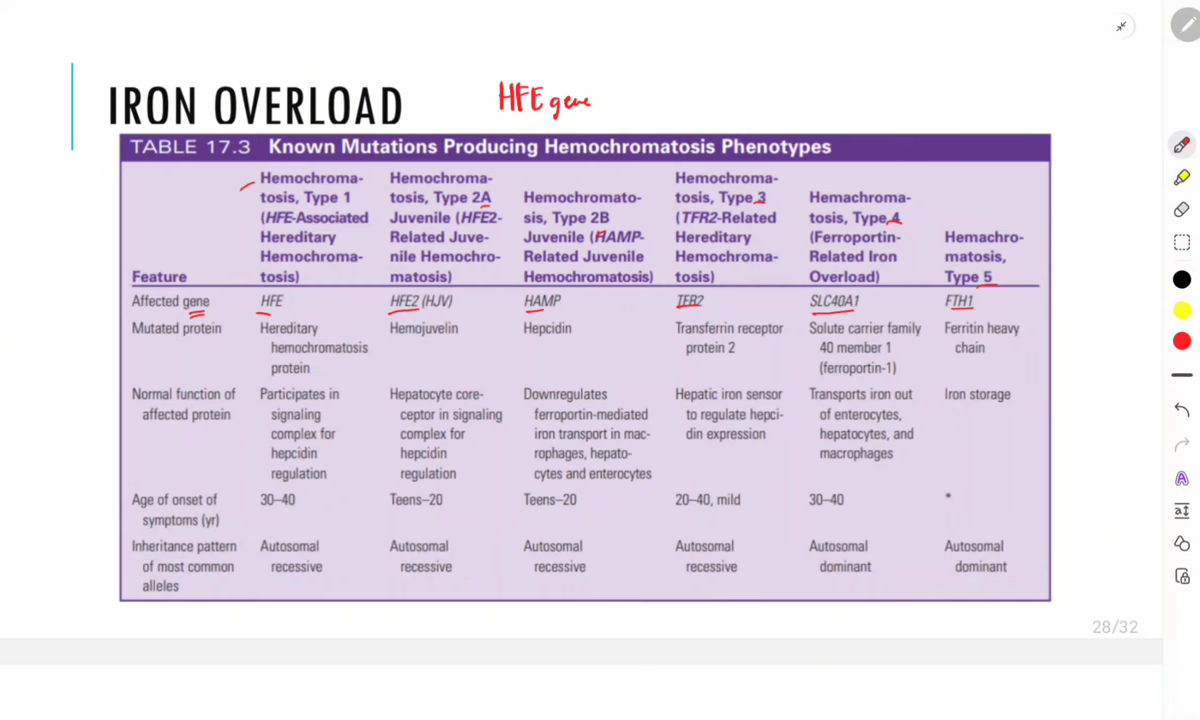 IRON OVERLOAD
HFE gene
TABLE 17.3 Known Mutations Producing Hemochromatosis Phenotypes
Feature
Hemochroma-
tosis, Type 1
(HFE-Associated
Hereditary
Hemochroma-
tosis)
Hemochroma-
tosis, Type 2A
Juvenile (HFE2-
Related Juve-
nile Hemochro-
matosis)
Hemochromato-
sis, Type 2B
Juvenile (HAMP-
Related Juvenile
Hemochromatosis)
Hemochroma-
tosis, Type 3
(TFR2-Related
Hereditary
Hemochroma-
tosis)
Hemachroma-
tosis, Type 4
(Ferroportin-
Related Iron
Overload)
Hemachro-
matosis,
Type 5
Affected gene
HFE
HFE2 (HJV)
HAMP
TFR2
SLC40A1
FTH1
Mutated protein
Hereditary
hemochromatosis
protein
Hemojuvelin
Hepcidin
Transferrin receptor
protein 2
Solute carrier family
40 member 1
(ferroportin-1)
Ferritin heavy
chain
Normal function of
affected protein
Participates in
signaling
complex for
hepcidin
regulation
Hepatocyte core-
ceptor in signaling
complex for
hepcidin
regulation
Downregulates
ferroportin-mediated
iron transport in mac-
rophages, hepato-
cytes and enterocytes
Hepatic iron sensor
to regulate hepci-
din expression
Transports iron out
of enterocytes,
hepatocytes, and
macrophages
Iron storage
Age of onset of
symptoms (yr)
30–40
Teens–20
Teens–20
20–40, mild
30–40
*
Inheritance pattern
of most common
alleles
Autosomal
recessive
Autosomal
recessive
Autosomal
recessive
Autosomal
recessive
Autosomal
dominant
Autosomal
dominant
28/32